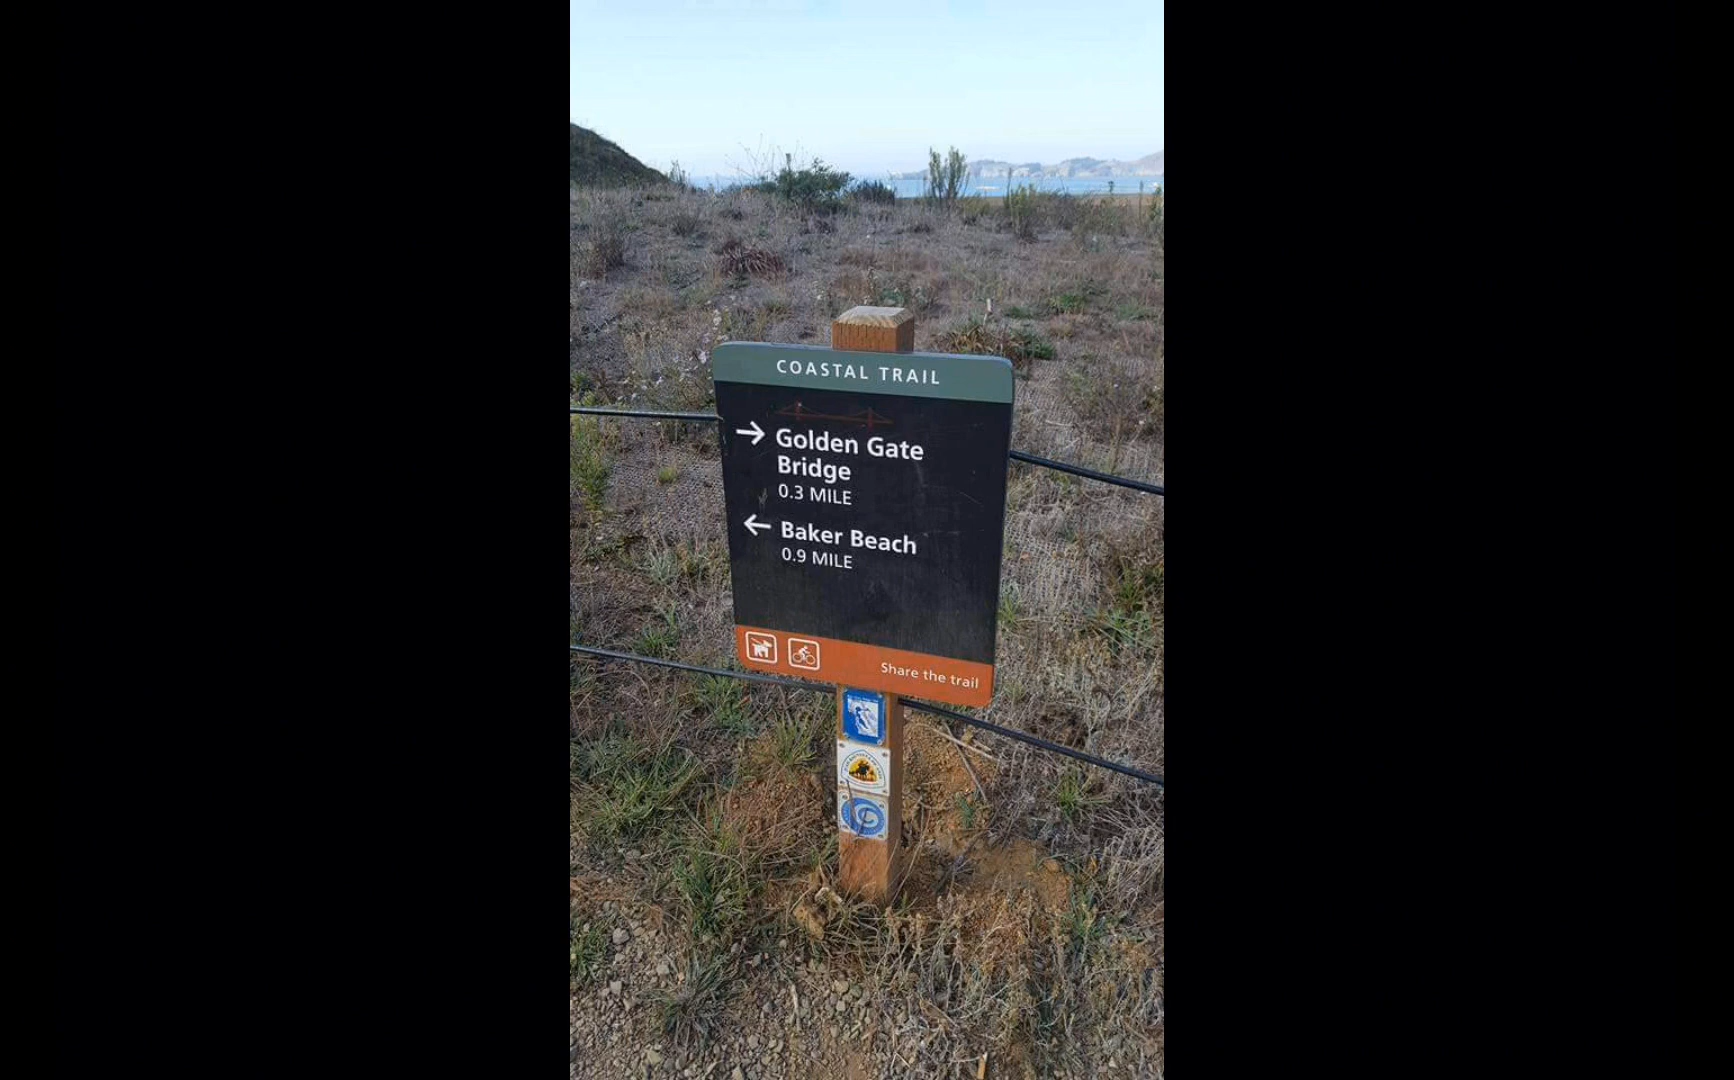 COASTAL TRAIL
→ Golden Gate
Bridge
0.3 MILE
← Baker Beach
0.9 MILE
Share the trail